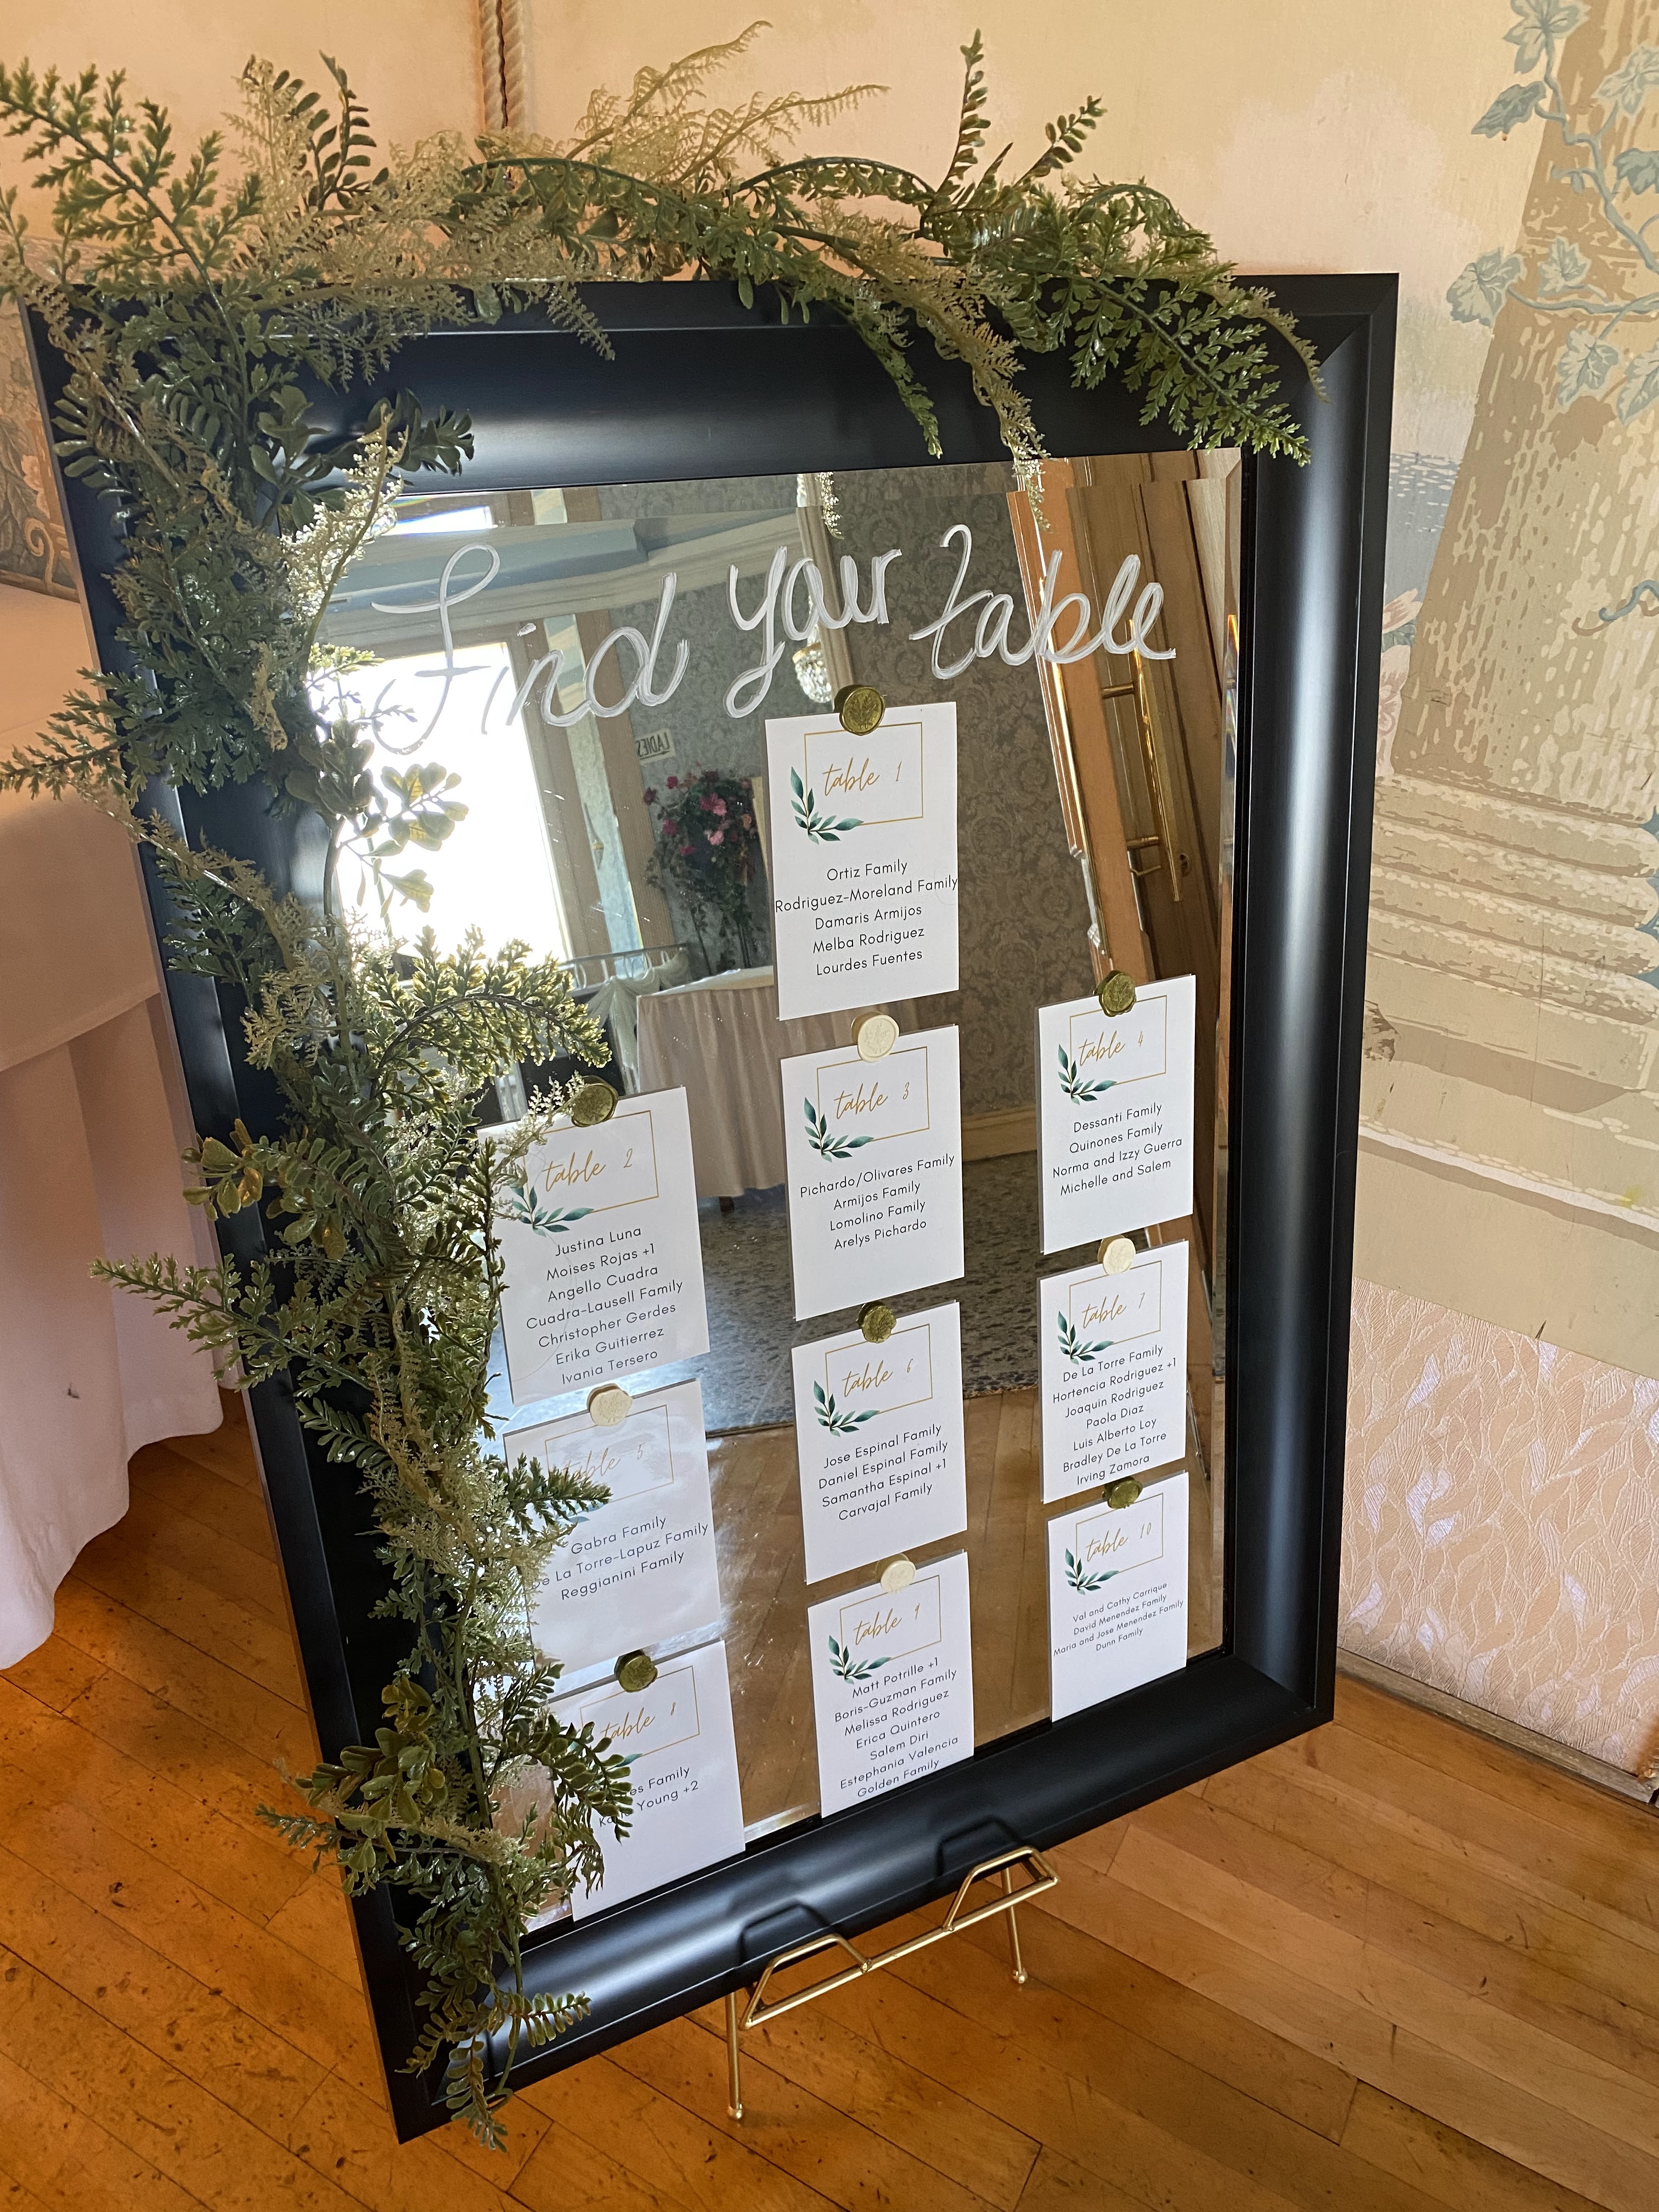 Find your table
table 1
Ortiz Family
Rodriguez-Moreland Family
Damaris Armijos
Melba Rodriguez
Lourdes Fuentes
table 2
Justina Luna
Moises Rojas +1
Angello Cuadra
Cuadra-Lausell Family
Christopher Gerdes
Erika Guitierrez
Ivania Tersero
table 3
Pichardo/Olivares Family
Armijos Family
Lomolino Family
Arelys Pichardo
table 4
Dessanti Family
Quinones Family
Norma and Izzy Guerra
Michelle and Salem
table 5
Gabra Family
De La Torre-Lapuz Family
Reggianini Family
table 6
Jose Espinal Family
Daniel Espinal Family
Samantha Espinal +1
Carvajal Family
table 7
De La Torre Family
Hortencia Rodriguez +1
Joaquin Rodriguez
Paola Diaz
Luis Alberto Loy
Bradley De La Torre
Irving Zamora
table 8
Family
Young +2
table 9
Matt Potrille +1
Boris-Guzman Family
Melissa Rodriguez
Erica Quintero
Salem Diri
Estephania Valencia
Golden Family
table 10
Val and Cathy Carrique
David Menendez Family
Maria and Jose Menendez Family
Dunn Family
LADIES